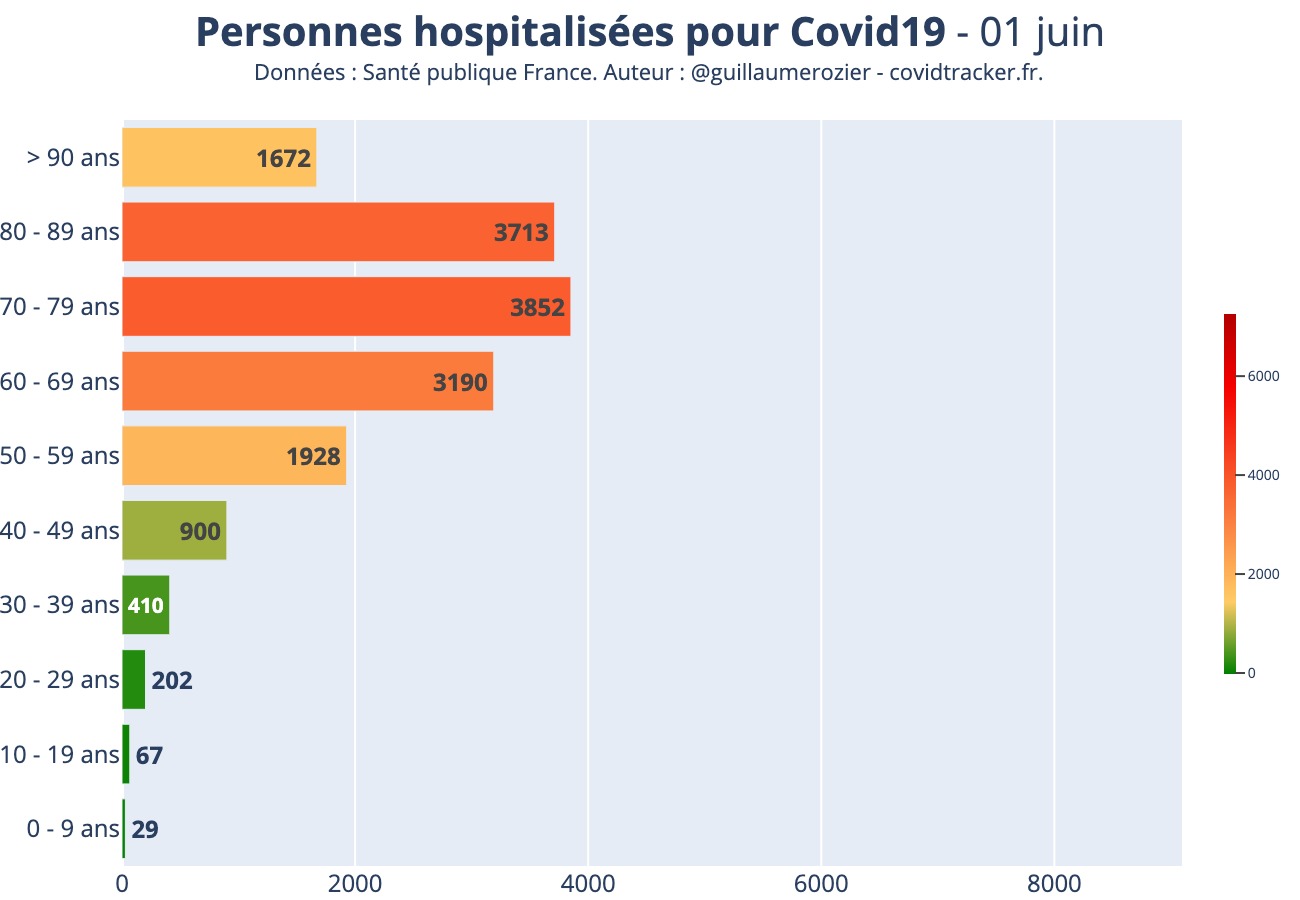 Personnes hospitalisées pour Covid19 - 01 juin
Données : Santé publique France. Auteur : @guillaumerozier - covidtracker.fr.
> 90 ans 1672
80 - 89 ans 3713
70 - 79 ans 3852
60 - 69 ans 3190
50 - 59 ans 1928
40 - 49 ans 900
30 - 39 ans 410
20 - 29 ans 202
10 - 19 ans 67
0 - 9 ans 29
0 2000 4000 6000 8000
6000
4000
2000
0